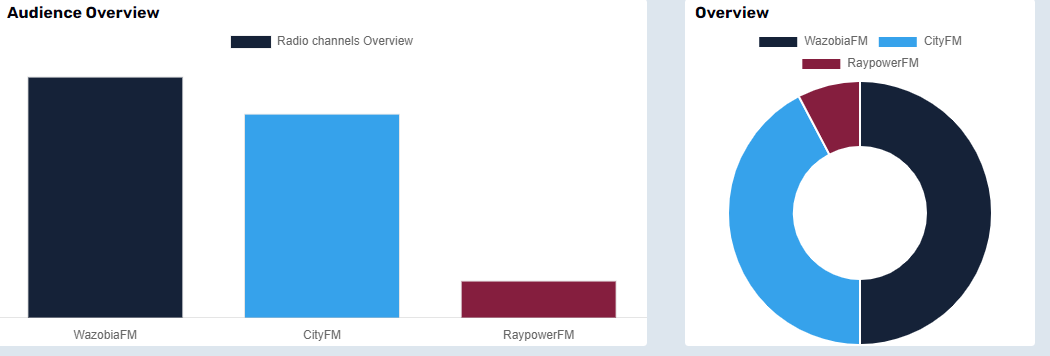 Audience Overview
Radio channels Overview
WazobiaFM CityFM RaypowerFM
Overview
WazobiaFM CityFM
RaypowerFM